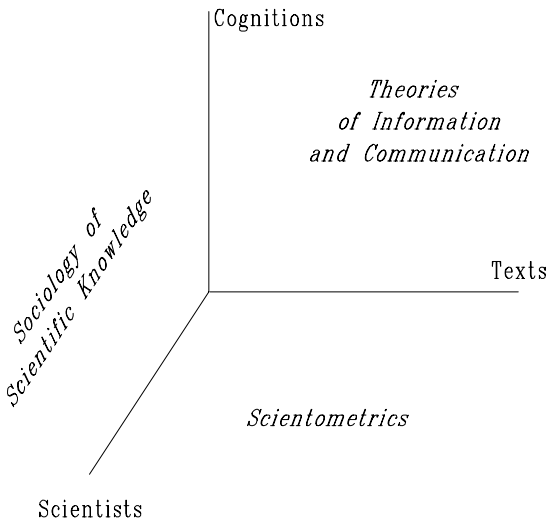 Cognitions
Theories
of Information
and Communication
Sociology of
Scientific Knowledge
Texts
Scientometrics
Scientists